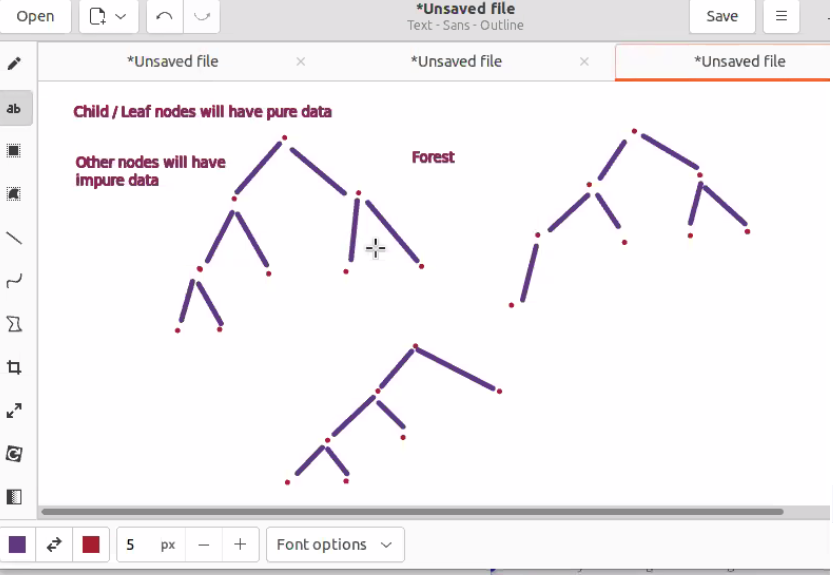 Open
*Unsaved file
Text - Sans - Outline
Save
*Unsaved file
*Unsaved file
*Unsaved file
ab
Child / Leaf nodes will have pure data
Other nodes will have
impure data
Forest
5 px
Font options